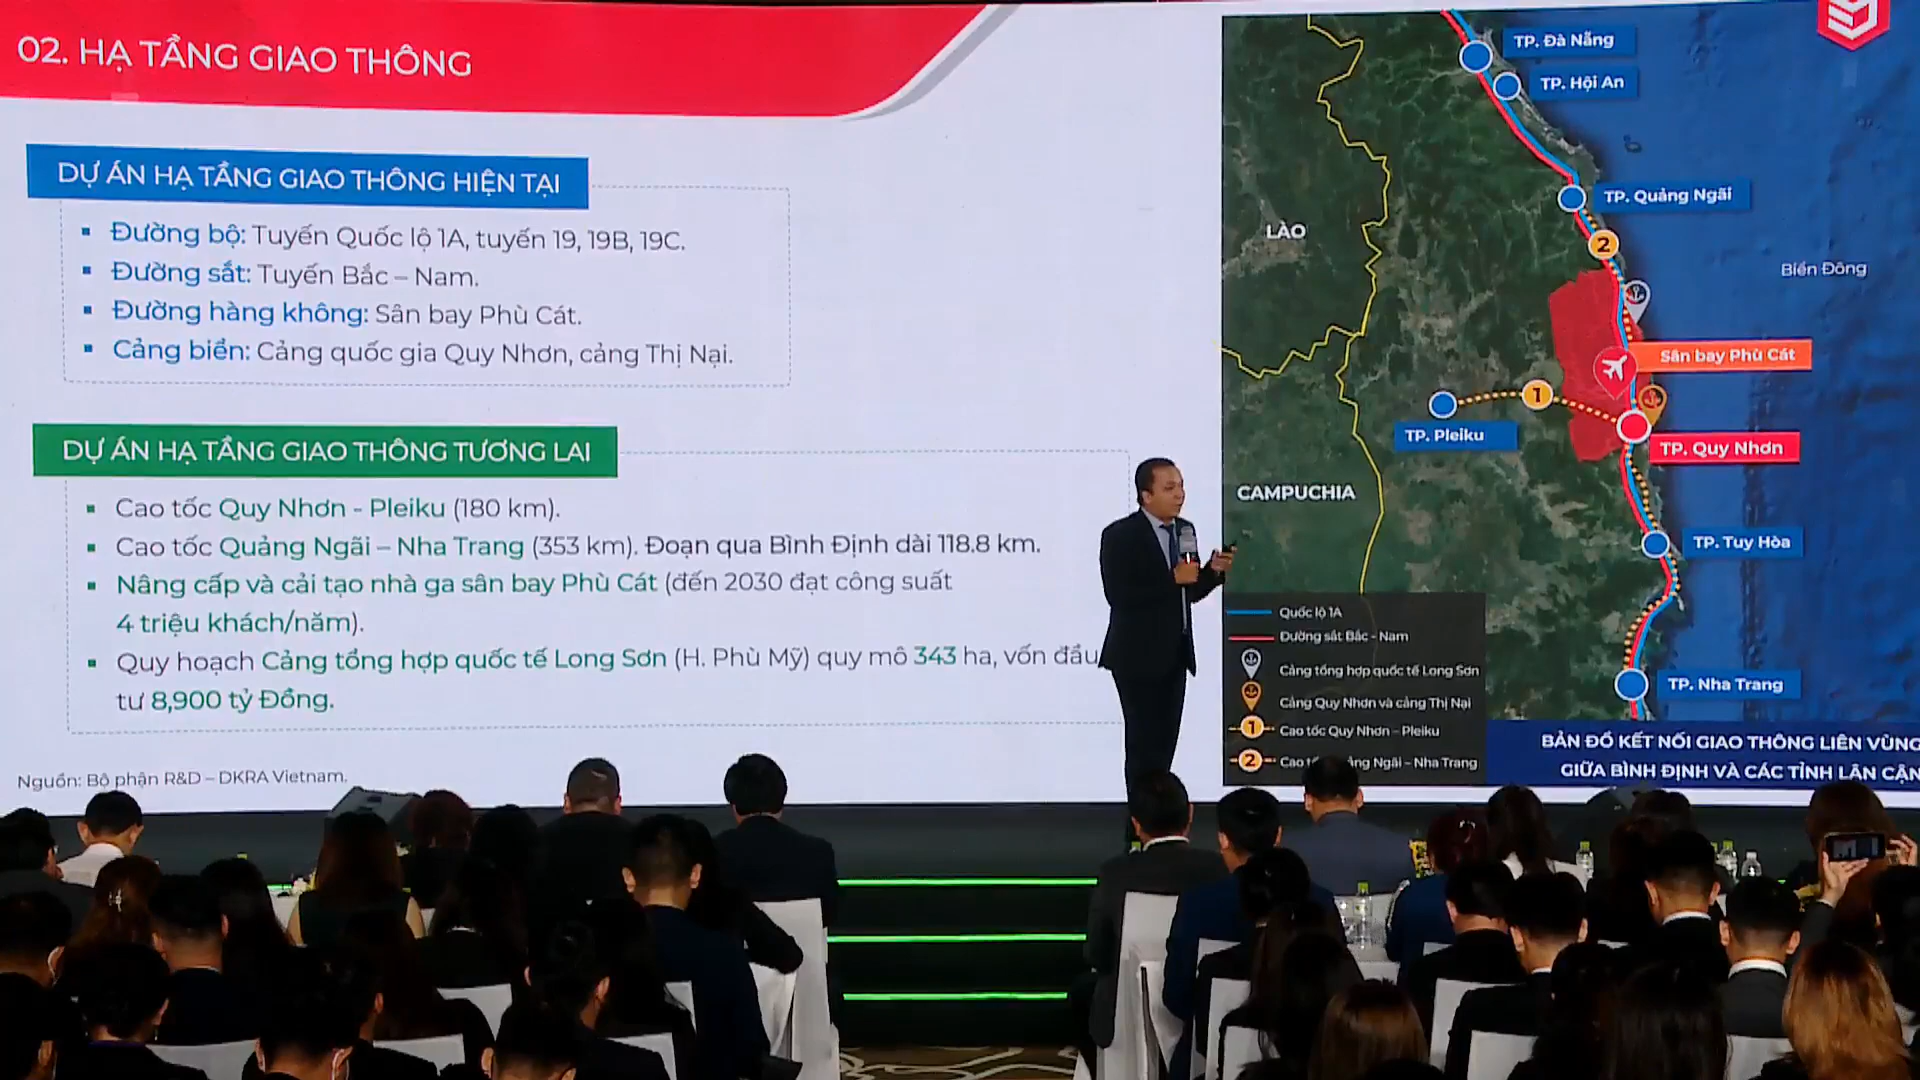 02. HẠ TẦNG GIAO THÔNG
DỰ ÁN HẠ TẦNG GIAO THÔNG HIỆN TẠI
Đường bộ: Tuyến Quốc lộ 1A, tuyến 19, 19B, 19C.
Đường sắt: Tuyến Bắc – Nam.
Đường hàng không: Sân bay Phù Cát.
Cảng biển: Cảng quốc gia Quy Nhơn, cảng Thị Nại.
DỰ ÁN HẠ TẦNG GIAO THÔNG TƯƠNG LAI
Cao tốc Quy Nhơn - Pleiku (180 km).
Cao tốc Quảng Ngãi – Nha Trang (353 km). Đoạn qua Bình Định dài 118.8 km.
Nâng cấp và cải tạo nhà ga sân bay Phù Cát (đến 2030 đạt công suất
4 triệu khách/năm).
Quy hoạch Cảng tổng hợp quốc tế Long Sơn (H. Phù Mỹ) quy mô 343 ha, vốn đầu
tư 8,900 tỷ Đồng.
Nguồn: Bộ phận R&D – DKRA Vietnam.
TP. Đà Nẵng
TP. Hội An
TP. Quảng Ngãi
LÀO
2
Biển Đông
Sân bay Phù Cát
1
TP. Pleiku
TP. Quy Nhơn
CAMPUCHIA
TP. Tuy Hòa
TP. Nha Trang
Quốc lộ 1A
Đường sắt Bắc - Nam
Cảng tổng hợp quốc tế Long Sơn
Cảng Quy Nhơn và cảng Thị Nại
1 Cao tốc Quy Nhơn - Pleiku
2 Cao ảng Ngãi - Nha Trang
BẢN ĐỒ KẾT NỐI GIAO THÔNG LIÊN VÙNG
GIỮA BÌNH ĐỊNH VÀ CÁC TỈNH LÂN CẬN